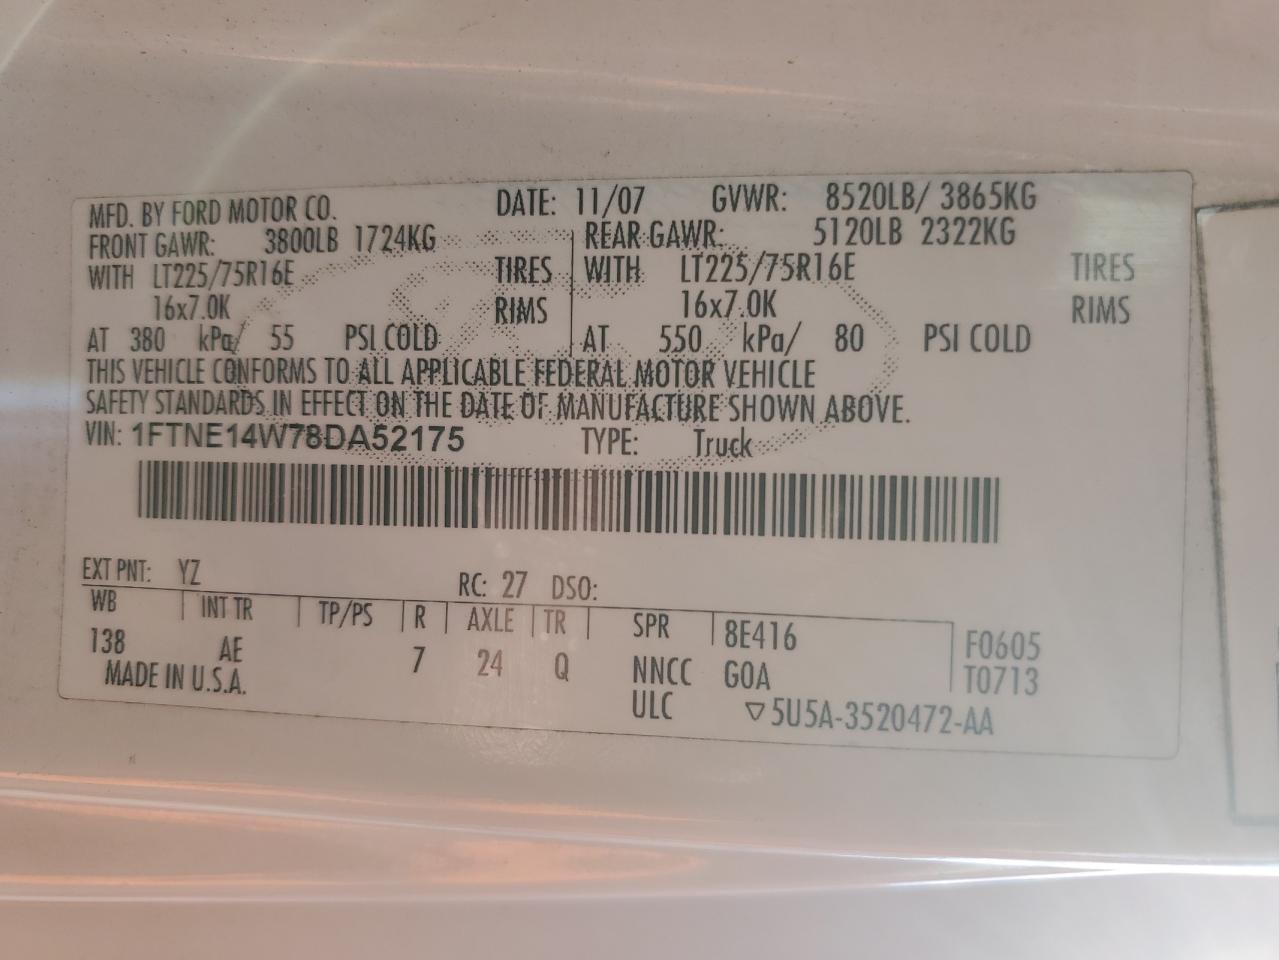 MFD. BY FORD MOTOR CO. DATE: 11/07 GVWR: 8520LB/ 3865KG
FRONT GAWR: 3800LB 1724KG REAR GAWR: 5120LB 2322KG
WITH LT225/75R16E TIRES WITH LT225/75R16E TIRES
16x7.0K RIMS 16x7.0K RIMS
AT 380 kPa/ 55 PSI COLD AT 550 kPa/ 80 PSI COLD
THIS VEHICLE CONFORMS TO ALL APPLICABLE FEDERAL MOTOR VEHICLE
SAFETY STANDARDS IN EFFECT ON THE DATE OF MANUFACTURE SHOWN ABOVE.
VIN: 1FTNE14W78DA52175 TYPE: Truck
EXT PNT: YZ RC: 27 DSO:
WB INT TR TP/PS R AXLE TR SPR 8E416 F0605
138 AE 7 24 Q NNCC GOA T0713
MADE IN U.S.A. ULC ▽5U5A-3520472-AA